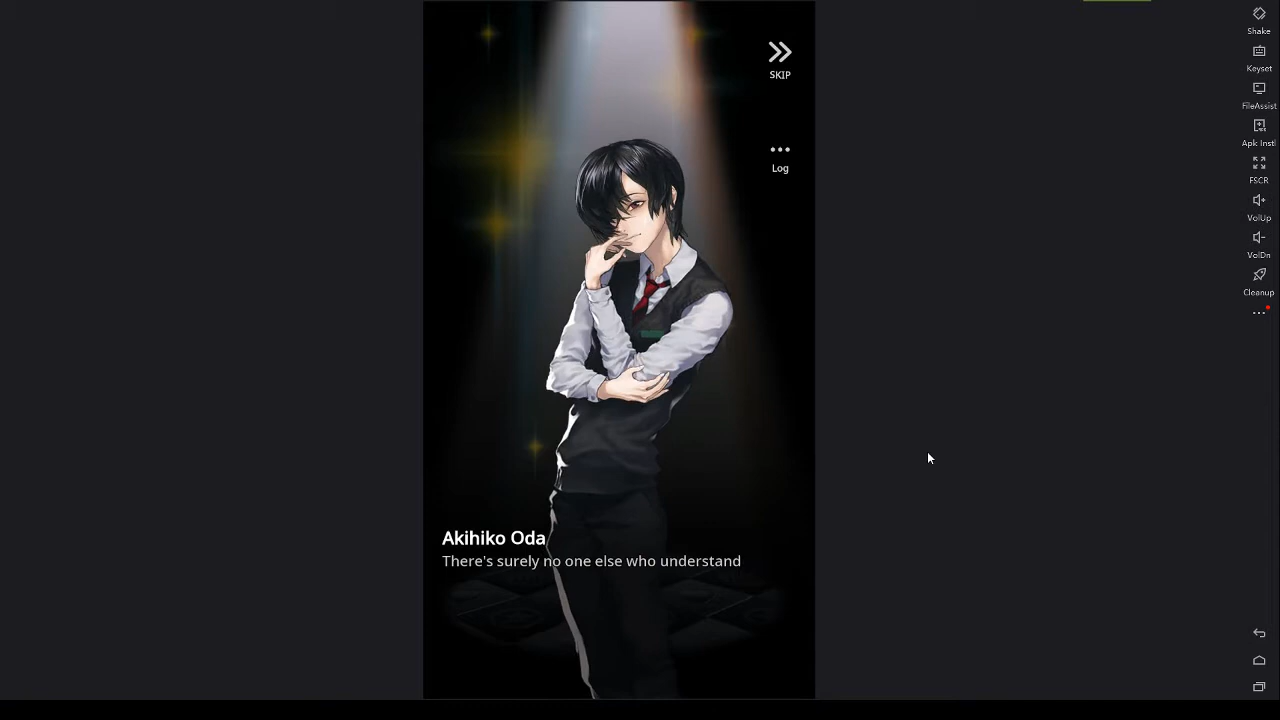 SKIP
Log
Akihiko Oda
There's surely no one else who understand
Shake
Keyset
FileAssist
Apk Insti
FSCR
VolUp
VolDn
Cleanup